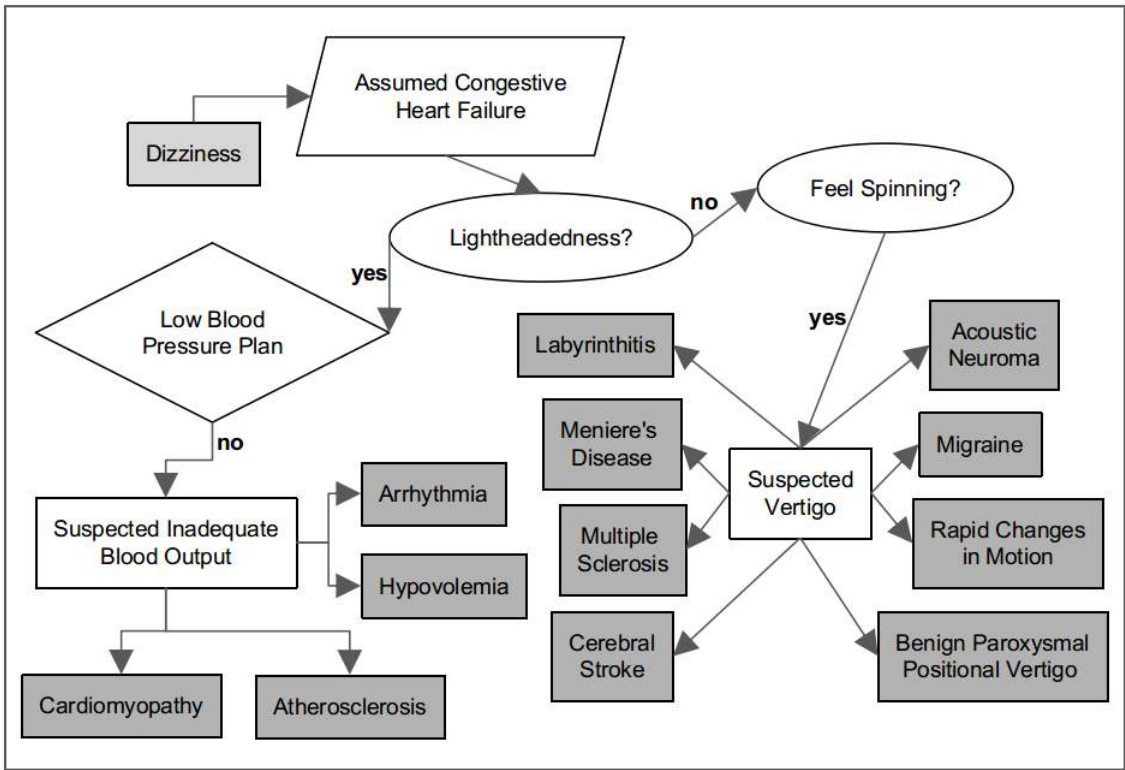 Assumed Congestive
Heart Failure
Dizziness
Feel Spinning?
no
Lightheadedness?
yes
Low Blood
Pressure Plan
yes
Labyrinthitis
Acoustic
Neuroma
Meniere's
Disease
Migraine
no
Suspected
Vertigo
Arrhythmia
Suspected Inadequate
Blood Output
Multiple
Sclerosis
Rapid Changes
in Motion
Hypovolemia
Cerebral
Stroke
Benign Paroxysmal
Positional Vertigo
Cardiomyopathy
Atherosclerosis